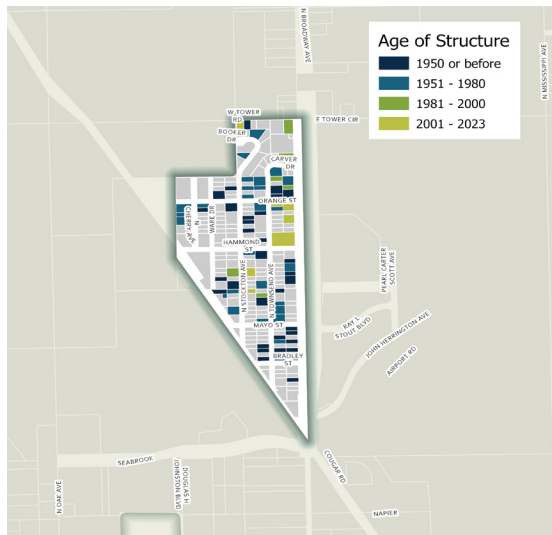 Age of Structure
1950 or before
1951 - 1980
1981 - 2000
2001 - 2023
N BROADWAY AVE
N MISSISSIPPI AVE
W TOWER
RD
E TOWER CIR
BOOKER
DR
CARVER
DR
ORANGE ST
N
CHERRY AVE
WARE DR
HAMMOND
ST
N STOCKTON AVE
N TOWNSEND AVE
PEARL CARTER
SCOTT AVE
MAYO ST
RAY L
STOUT BLVD
JOHN HERRINGTON AVE
AIRPORT RD
BRADLEY
ST
SEABROOK
COUGAR RD
N OAK AVE
DOUGLAS H
JOHNSTON BLVD
NAPIER